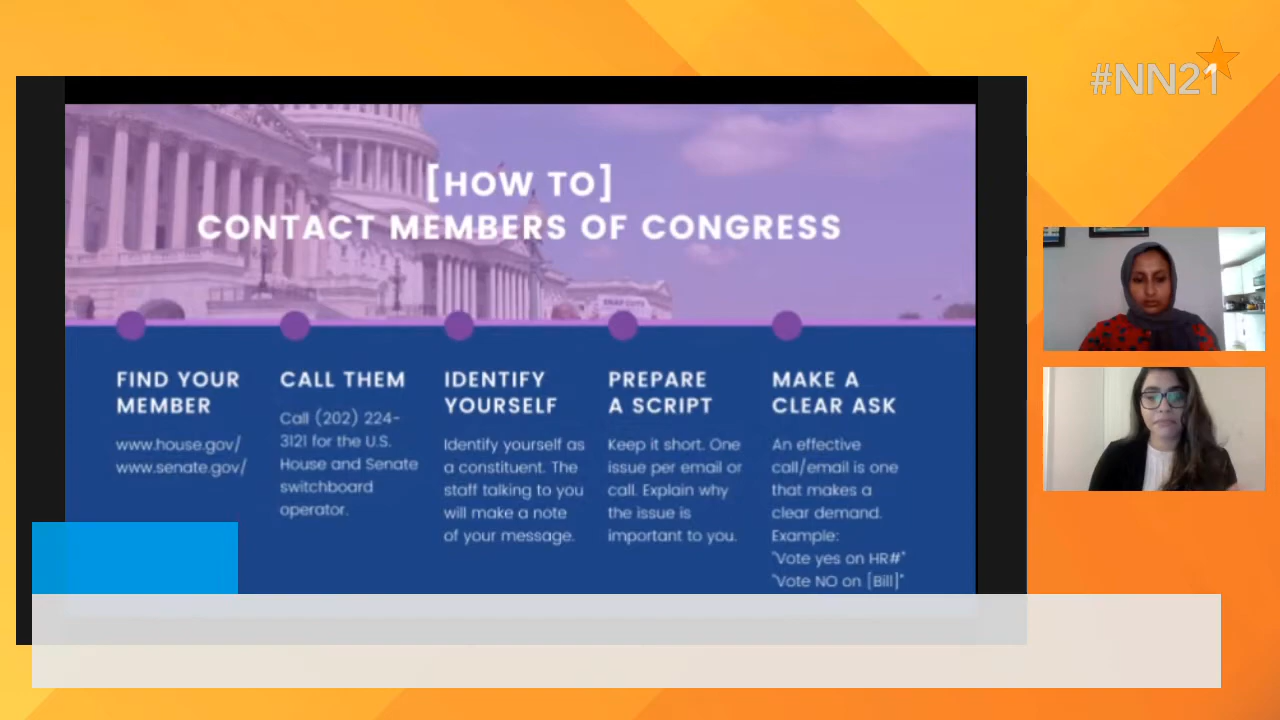 #NN21
[HOW TO]
CONTACT MEMBERS OF CONGRESS
FIND YOUR
MEMBER
www.house.gov/
www.senate.gov/
CALL THEM
Call (202) 224-
3121 for the U.S.
House and Senate
switchboard
operator.
IDENTIFY
YOURSELF
Identify yourself as
a constituent. The
staff talking to you
will make a note
of your message.
PREPARE
A SCRIPT
Keep it short. One
issue per email or
call. Explain why
the issue is
important to you.
MAKE A
CLEAR ASK
An effective
call/email is one
that makes a
clear demand.
Example:
"Vote yes on HR#"
"Vote NO on [Bill]"